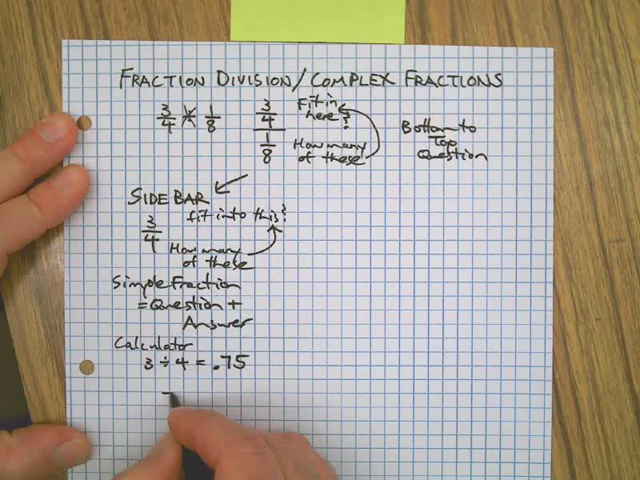 FRACTION DIVISION/COMPLEX FRACTIONS
3/4 ÷ 1/8
3/4 Fit in
here?
1/8 How many
of these
Bottom to
Top
Question
SIDE BAR
fit into this?
3/4 How many
of these
Simple Fraction
= Question +
Answer
Calculator
3 ÷ 4 = .75